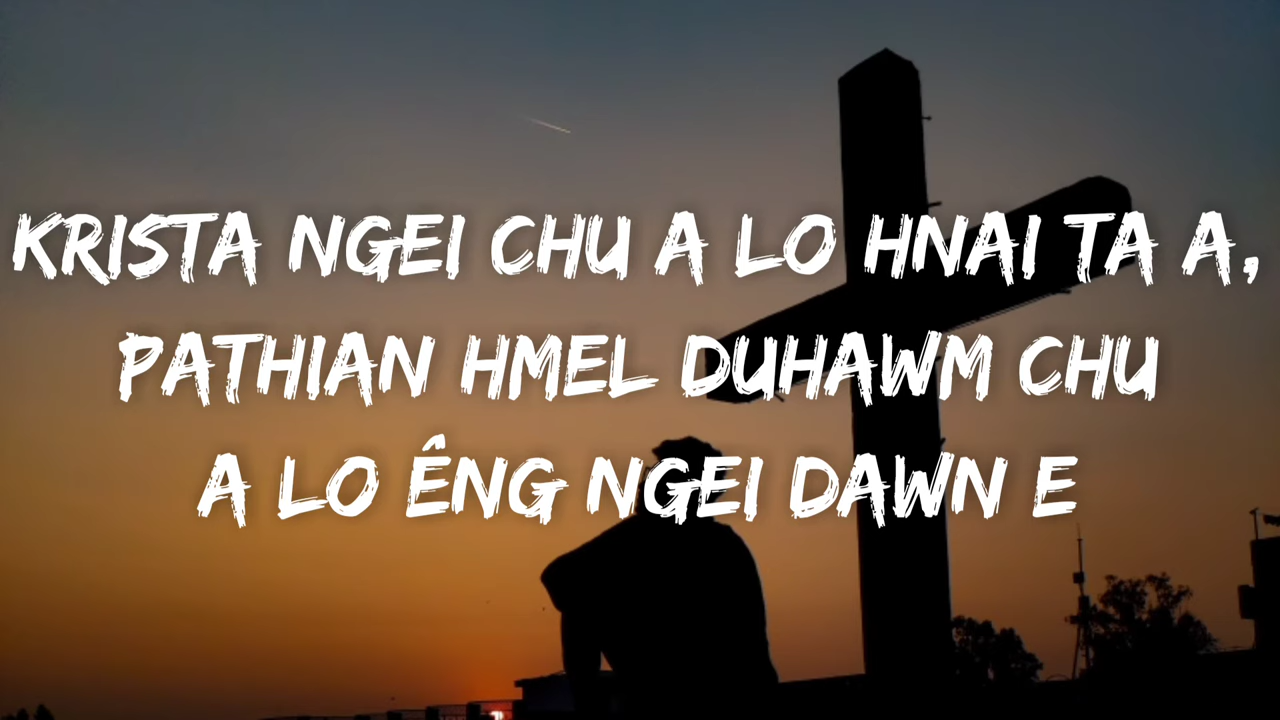 KRISTA NGEI CHU A LO HNAI TA A,
PATHIAN HMEL DUHAWM CHU
A LO ÊNG NGEI DAWN E